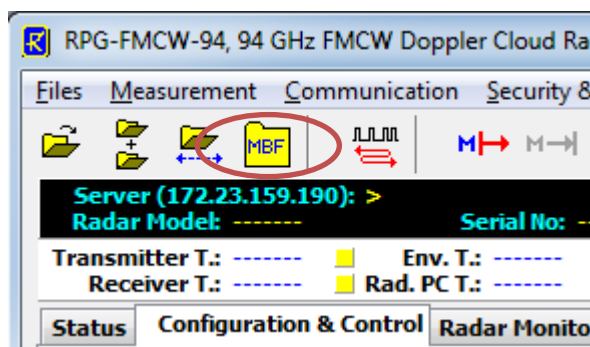 RPG-FMCW-94, 94 GHz FMCW Doppler Cloud Ra
Files Measurement Communication Security &
MBF M M
Server (172.23.159.190): >
Radar Model: ------- Serial No: --
Transmitter T.: ------- Env. T.: -------
Receiver T.: ------- Rad. PC T.: -------
Status Configuration & Control Radar Monito